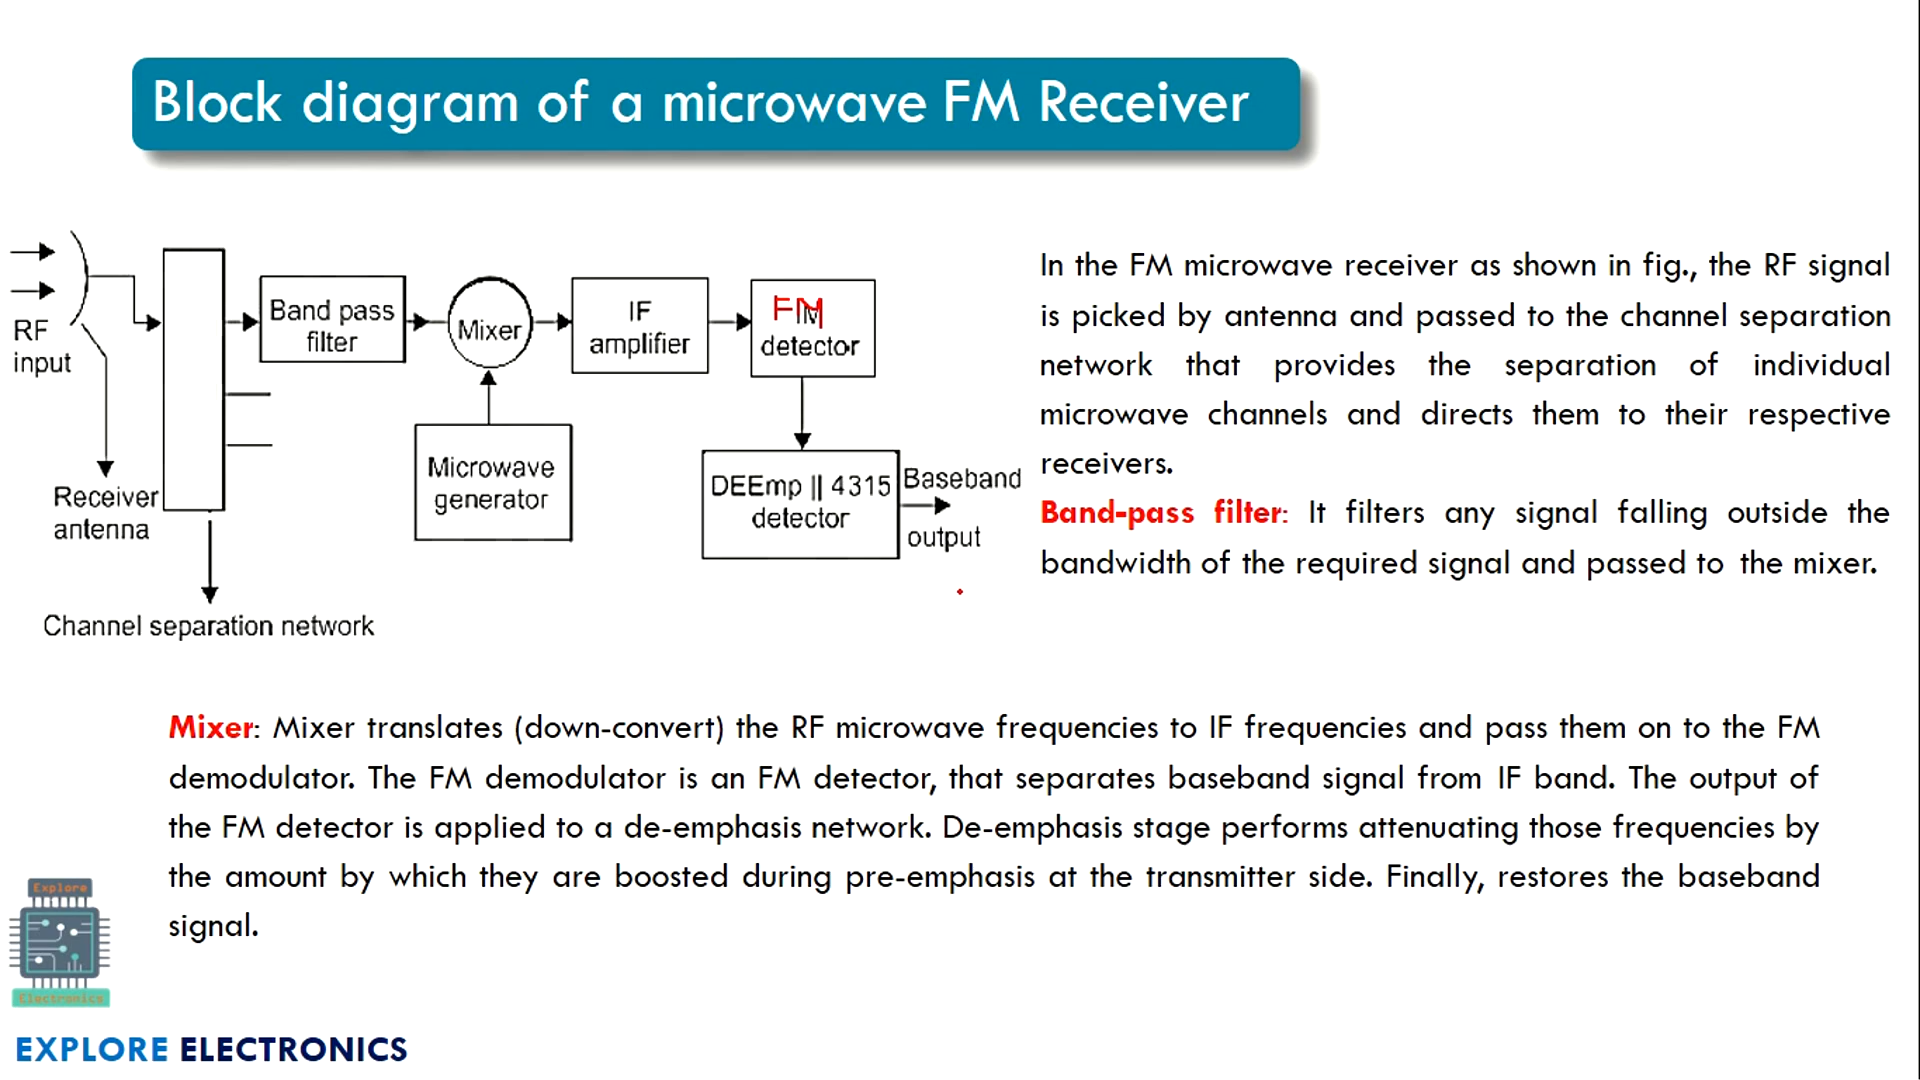 Block diagram of a microwave FM Receiver
RF
input
Receiver
antenna
Channel separation network
Band pass
filter
Mixer
Microwave
generator
IF
amplifier
FM
detector
DEEmp || 4315
detector
Baseband
output
In the FM microwave receiver as shown in fig., the RF signal
is picked by antenna and passed to the channel separation
network that provides the separation of individual
microwave channels and directs them to their respective
receivers.
Band-pass filter: It filters any signal falling outside the
bandwidth of the required signal and passed to the mixer.
Mixer: Mixer translates (down-convert) the RF microwave frequencies to IF frequencies and pass them on to the FM
demodulator. The FM demodulator is an FM detector, that separates baseband signal from IF band. The output of
the FM detector is applied to a de-emphasis network. De-emphasis stage performs attenuating those frequencies by
the amount by which they are boosted during pre-emphasis at the transmitter side. Finally, restores the baseband
signal.
Explore
Electronics
EXPLORE ELECTRONICS